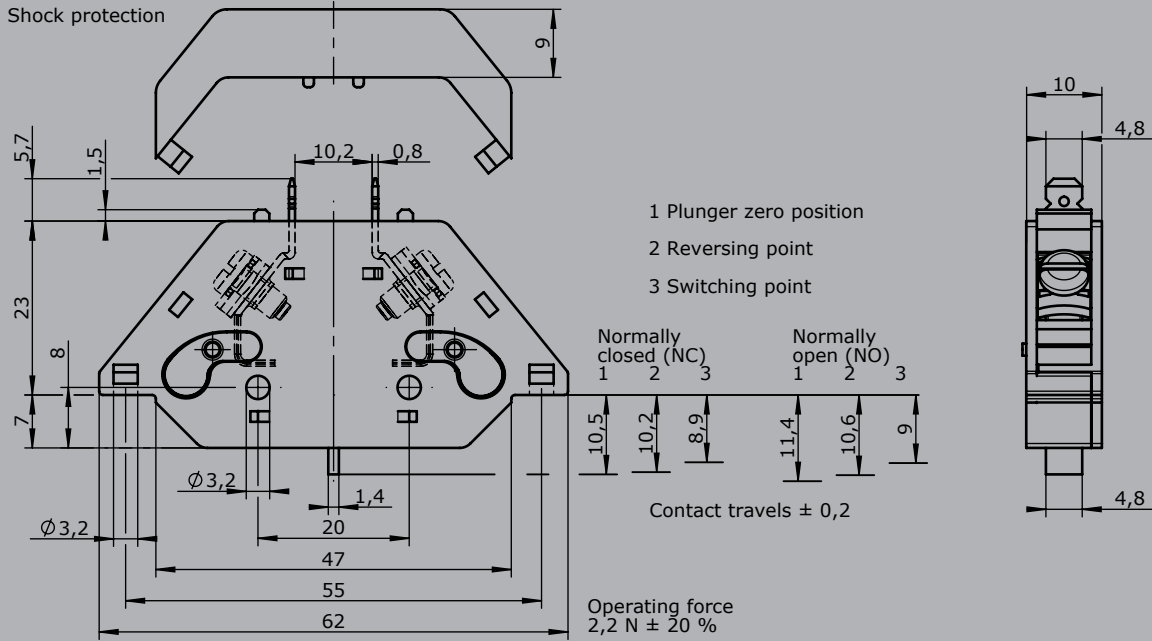 Shock protection
9
10
4,8
5,7
1,5
10,2
0,8
1 Plunger zero position
2 Reversing point
3 Switching point
23
8
7
Normally
closed (NC)
1 2 3
Normally
open (NO)
1 2 3
10,5
10,2
8,9
11,4
10,6
9
Contact travels ± 0,2
Ø3,2
1,4
Ø3,2
20
47
55
62
4,8
Operating force
2,2 N ± 20 %